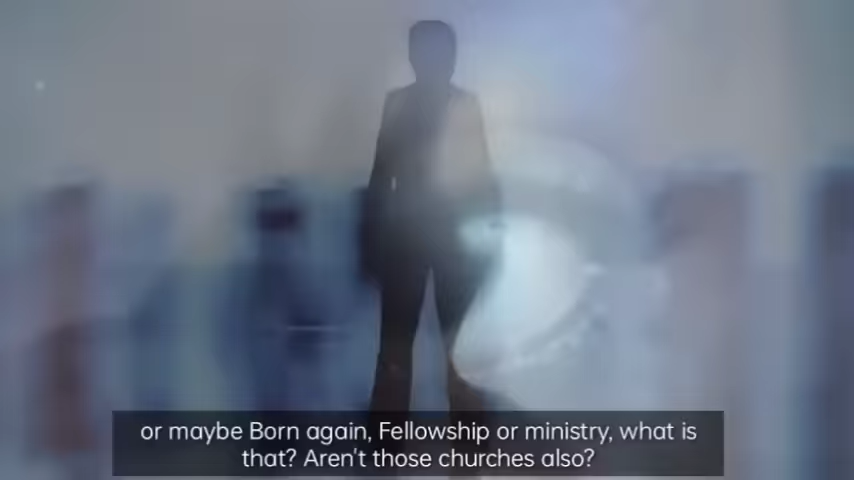 or maybe Born again, Fellowship or ministry, what is
that? Aren't those churches also?